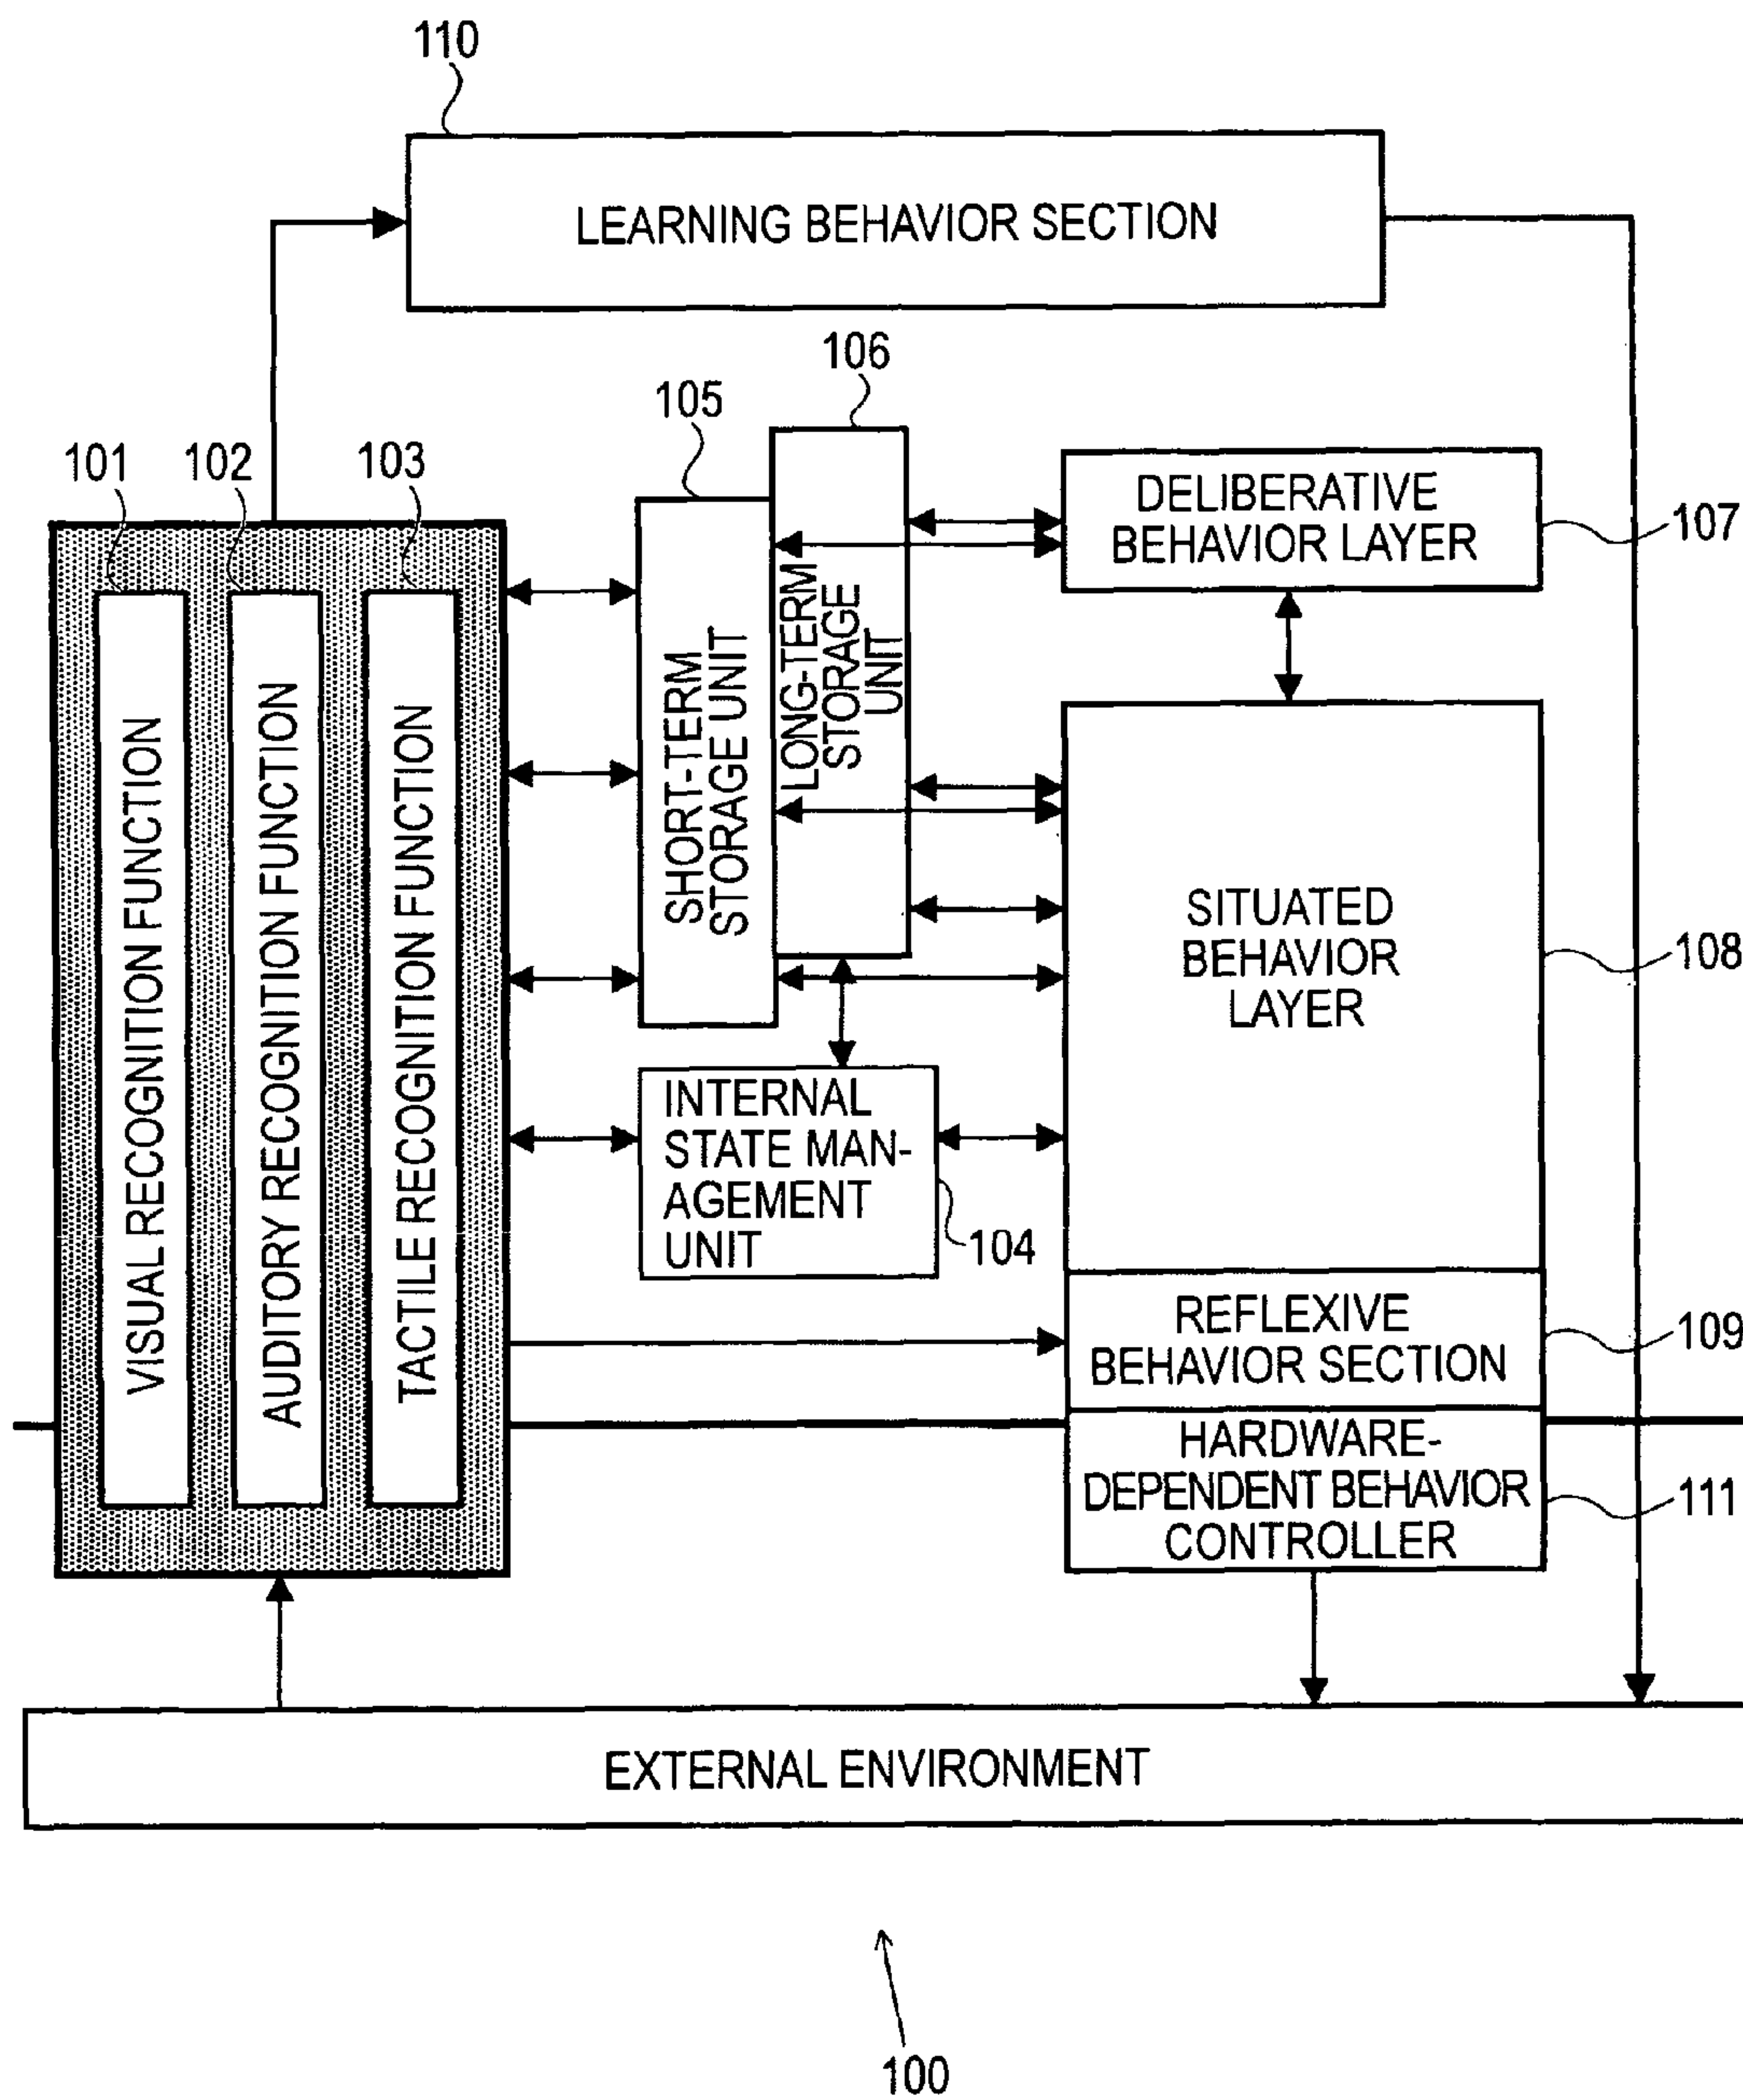 110
LEARNING BEHAVIOR SECTION
106
105
101
102
103
DELIBERATIVE
BEHAVIOR LAYER
107
VISUAL RECOGNITION FUNCTION
AUDITORY RECOGNITION FUNCTION
TACTILE RECOGNITION FUNCTION
SHORT-TERM
STORAGE UNIT
LONG-TERM
STORAGE
UNIT
SITUATED
BEHAVIOR
LAYER
108
INTERNAL
STATE MAN-
AGEMENT
UNIT
104
REFLEXIVE
BEHAVIOR SECTION
109
HARDWARE-
DEPENDENT BEHAVIOR
CONTROLLER
111
EXTERNAL ENVIRONMENT
100